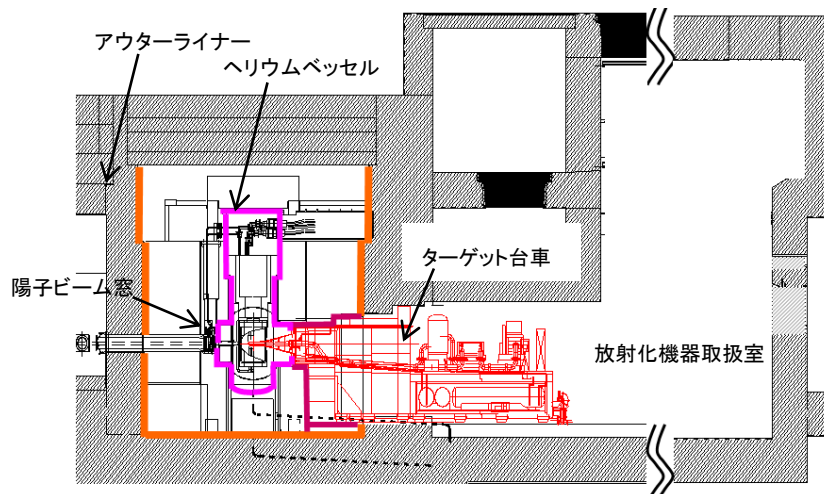 アウターライナー
ヘリウムベッセル
ターゲット台車
陽子ビーム窓
放射化機器取扱室